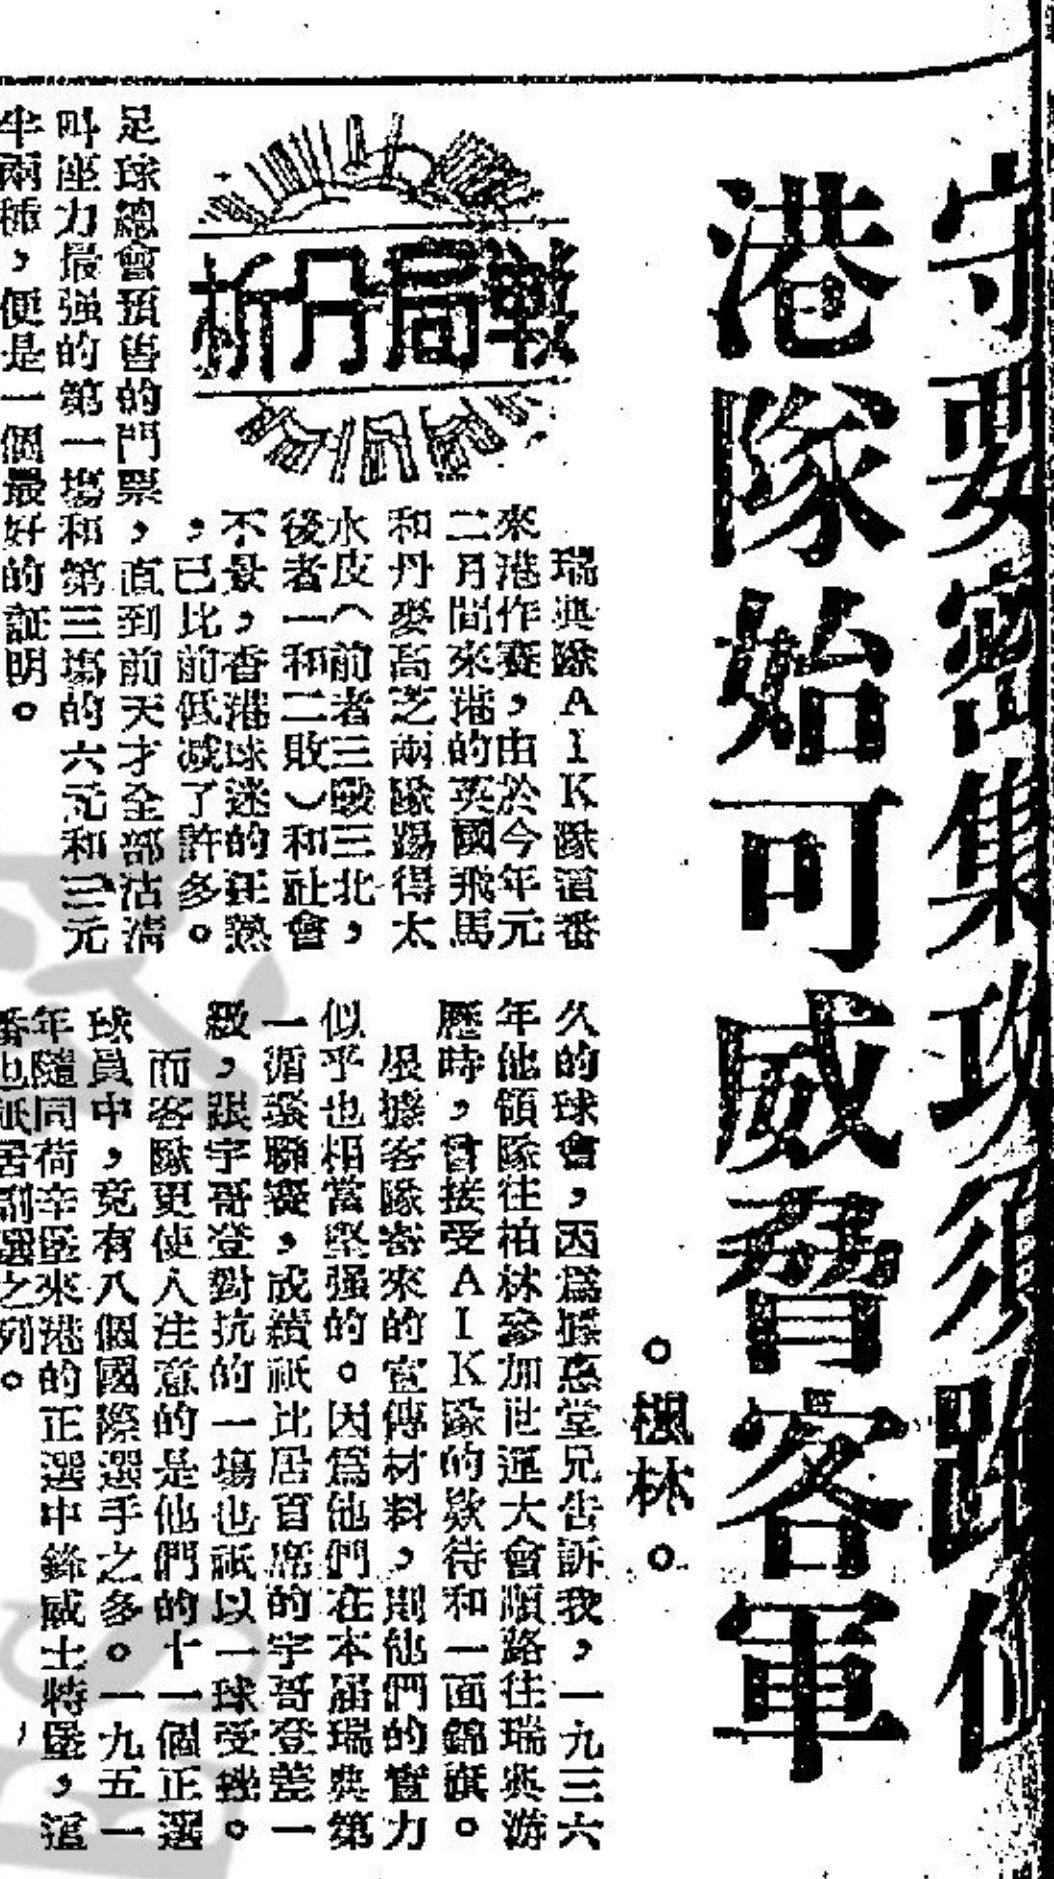 守要密集攻須
港隊始可威脅客軍
。楓林。
戰局分析
瑞典隊AIK隊這番
來港作賽，由於今年元
二月間來港的英國飛馬
和丹麥高芝兩隊踢得太
水皮（前者三戰三北，
後者一和二敗）和社會
不景，香港球迷的狂熱
，已比前低減了許多。
足球總會預售的門票，直到前天才全部沽清
叫座力最强的第一塲和第三塲的六元和三元
半兩種，便是一個最好的証明。
久的球會，因爲據惠堂兄告訴我，一九三六
年他領隊往柏林參加世運大會順路往瑞典游
歷時，曾接受AIK隊的欵待和一面錦旗。
根據客隊寄來的宣傳材料，則他們的實力
似乎也相當堅强的。因爲他們在本屆瑞典第
一循環聯賽，成績祇比居首席的宇哥登差一
級，跟宇哥登對抗的一塲也祇以一球受挫。
而客隊更使人注意的是他們的十一個正選
球員中，竟有八個國際選手之多。一九五一
年隨同荷辛堡來港的正選中鋒威士特堡，這
番也祇居副選之列。